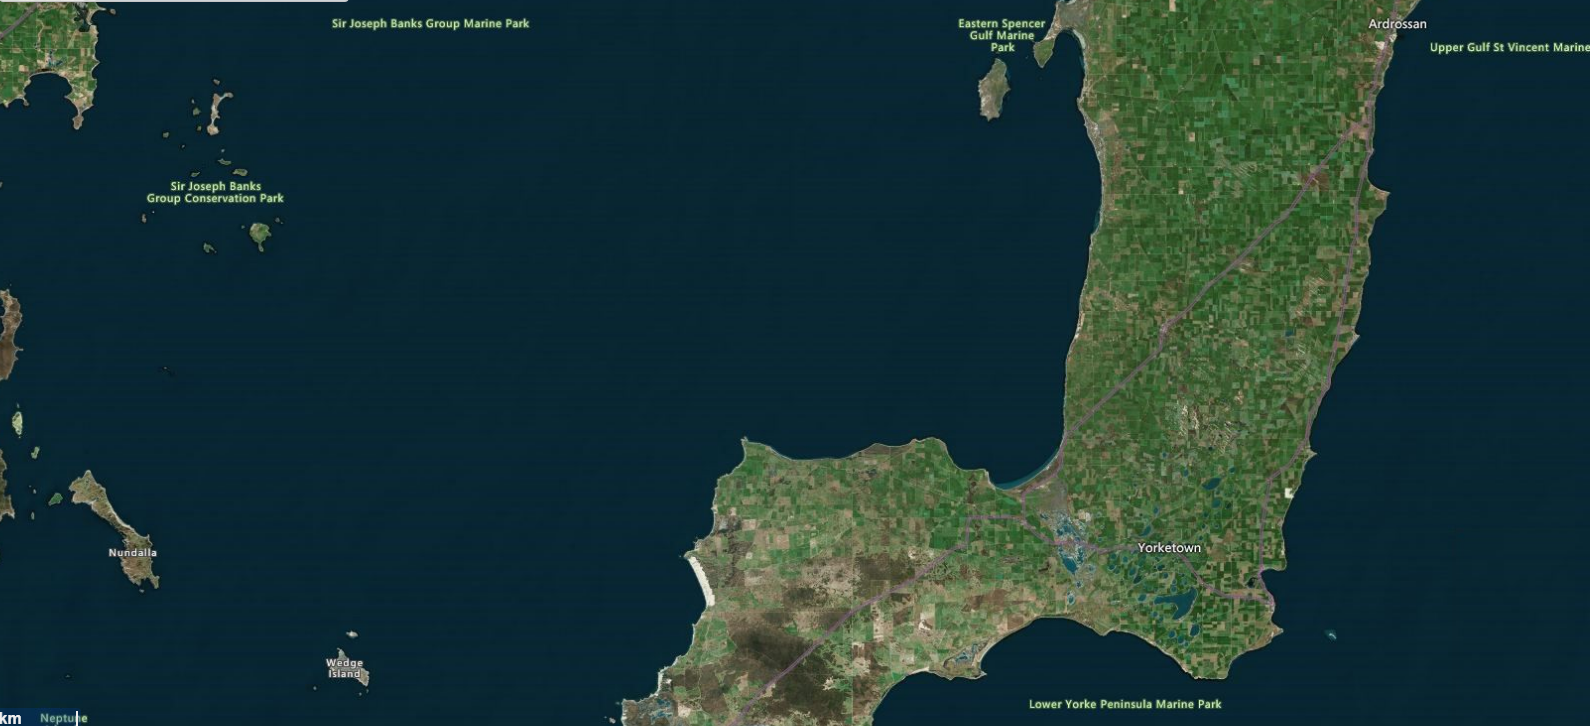 Sir Joseph Banks Group Marine Park
Eastern Spencer
Gulf Marine
Park
Ardrossan
Upper Gulf St Vincent Marine
Sir Joseph Banks
Group Conservation Park
Nundalla
Yorketown
Wedge
Island
Lower Yorke Peninsula Marine Park
km
Neptune